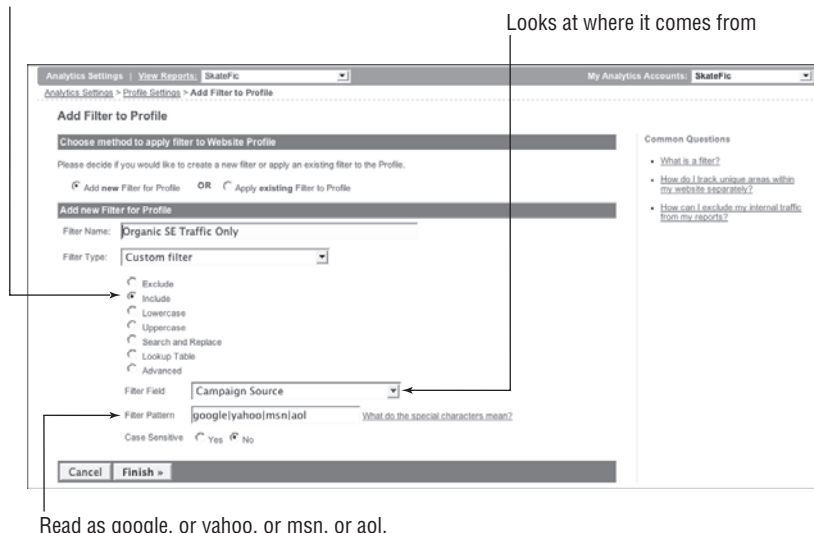 Looks at where it comes from
Analytics Settings | View Reports: SkateFic My Analytics Accounts: SkateFic
Analytics Settings > Profile Settings > Add Filter to Profile
Add Filter to Profile
Choose method to apply filter to Website Profile
Please decide if you would like to create a new filter or apply an existing filter to the Profile.
Add new Filter for Profile OR Apply existing Filter to Profile
Add new Filter for Profile
Filter Name: Organic SE Traffic Only
Filter Type: Custom filter
Exclude
Include
Lowercase
Uppercase
Search and Replace
Lookup Table
Advanced
Filter Field Campaign Source
Filter Pattern google|yahoo|msn|aol What do the special characters mean?
Case Sensitive Yes No
Cancel Finish »
Common Questions
What is a filter?
How do I track unique areas within
my website separately?
How can I exclude my internal traffic
from my reports?
Read as google, or yahoo, or msn, or aol.